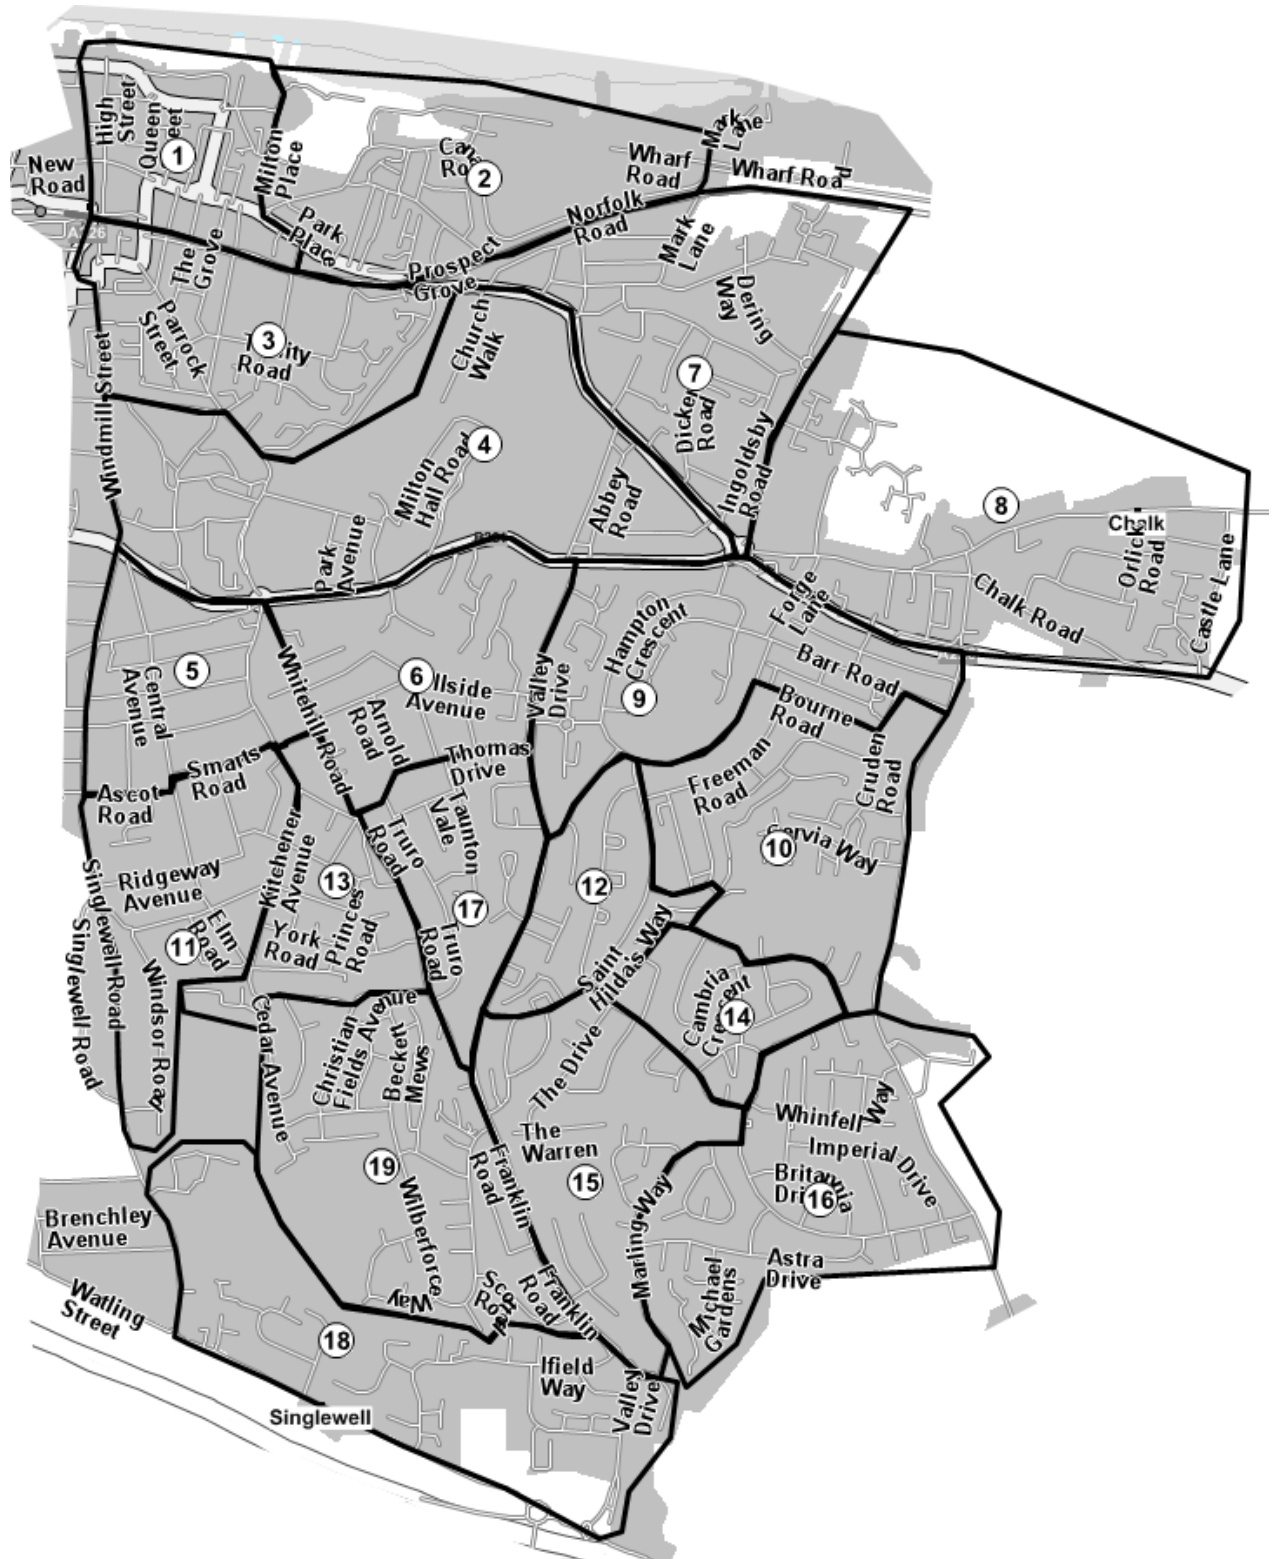 High
Street
Queen
Street
1
New
Road
Milton
Place
Canal
Road
2
Mark
Lane
Wharf
Road
Wharf Road
Norfolk
Road
Mark
Lane
Park
Place
A226
The
Grove
Prospect
Grove
Dering
Way
Parrock
Street
3
Trinity
Road
Church
Walk
Windmill Street
7
Dickens
Road
4
Milton
Hall Road
Abbey
Road
Ingoldsby
Road
8
Chalk
Orlick
Road
Castle Lane
Chalk Road
Park
Avenue
B261
Forge
Lane
Hampton
Crescent
Barr Road
5
Central
Avenue
Whitehill Road
6
Hillside
Avenue
Valley
Drive
9
Bourne
Road
Arnold
Road
Thomas
Drive
Smarts
Road
Ascot
Road
Freeman
Road
Cruden
Road
Taunton
Vale
Truro
Road
10
Servia Way
Kitchener
Avenue
Ridgeway
Avenue
13
12
17
Princes
Road
York
Road
Elm
Road
11
Singlewell Road
Singlewell Road
Windsor Road
Truro
Road
Saint
Hilda's Way
Cambria
Crescent
14
Cedar Avenue
Christian
Fields Avenue
Beckett
Mews
The Drive
Whinfell Way
Imperial Drive
The
Warren
15
Britannia
Drive
16
19
Franklin
Road
Wilberforce
Way
Marling Way
Brenchley
Avenue
Astra
Drive
Michael
Gardens
Watling
Street
Franklin
Road
18
Ifield
Way
Valley
Drive
Singlewell